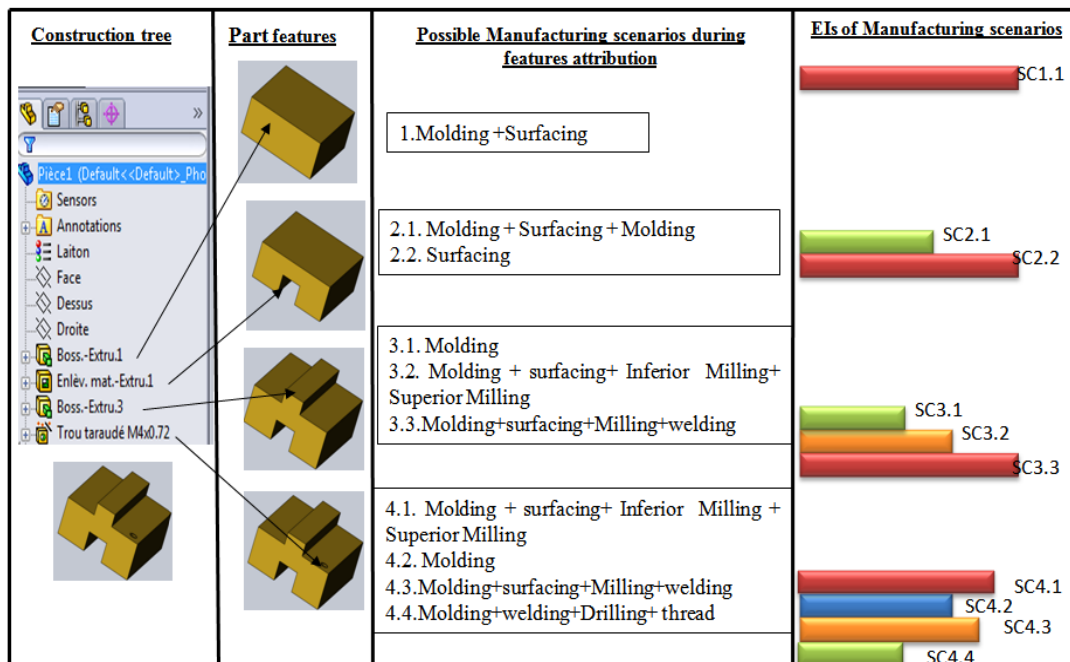 Construction tree
Part features
Possible Manufacturing scenarios during
features attribution
EIs of Manufacturing scenarios
»
Pièce1 (Default<<Default>_Pho
Sensors
Annotations
Laiton
Face
Dessus
Droite
Boss.-Extru.1
Enlèv. mat.-Extru.1
Boss.-Extru.3
Trou taraudé M4x0.72
1.Molding +Surfacing
2.1. Molding + Surfacing + Molding
2.2. Surfacing
3.1. Molding
3.2. Molding + surfacing+ Inferior Milling+
Superior Milling
3.3.Molding+surfacing+Milling+welding
4.1. Molding + surfacing+ Inferior Milling +
Superior Milling
4.2. Molding
4.3.Molding+surfacing+Milling+welding
4.4.Molding+welding+Drilling+ thread
SC1.1
SC2.1
SC2.2
SC3.1
SC3.2
SC3.3
SC4.1
SC4.2
SC4.3
SC4.4